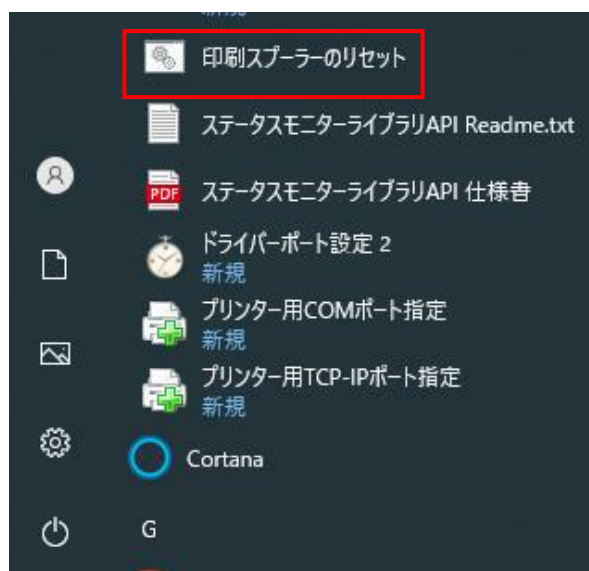 新規
印刷スプーラーのリセット
ステータスモニターライブラリAPI Readme.txt
PDF
ステータスモニターライブラリAPI 仕様書
ドライバーポート設定 2
新規
プリンター用COMポート指定
新規
プリンター用TCP-IPポート指定
新規
Cortana
G